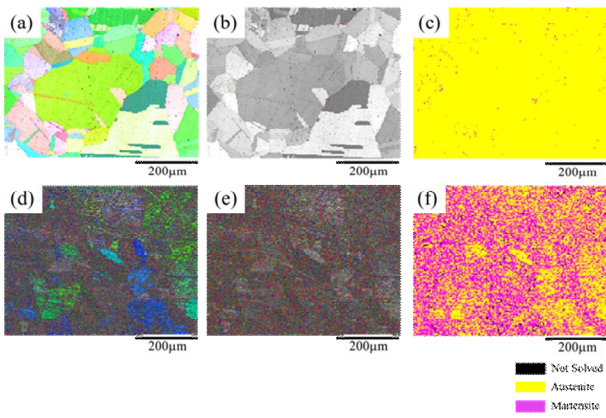 (a)
(b)
(c)
200μm
200μm
200μm
(d)
(e)
(f)
200μm
200μm
200μm
Not Solved
Austenite
Martensite